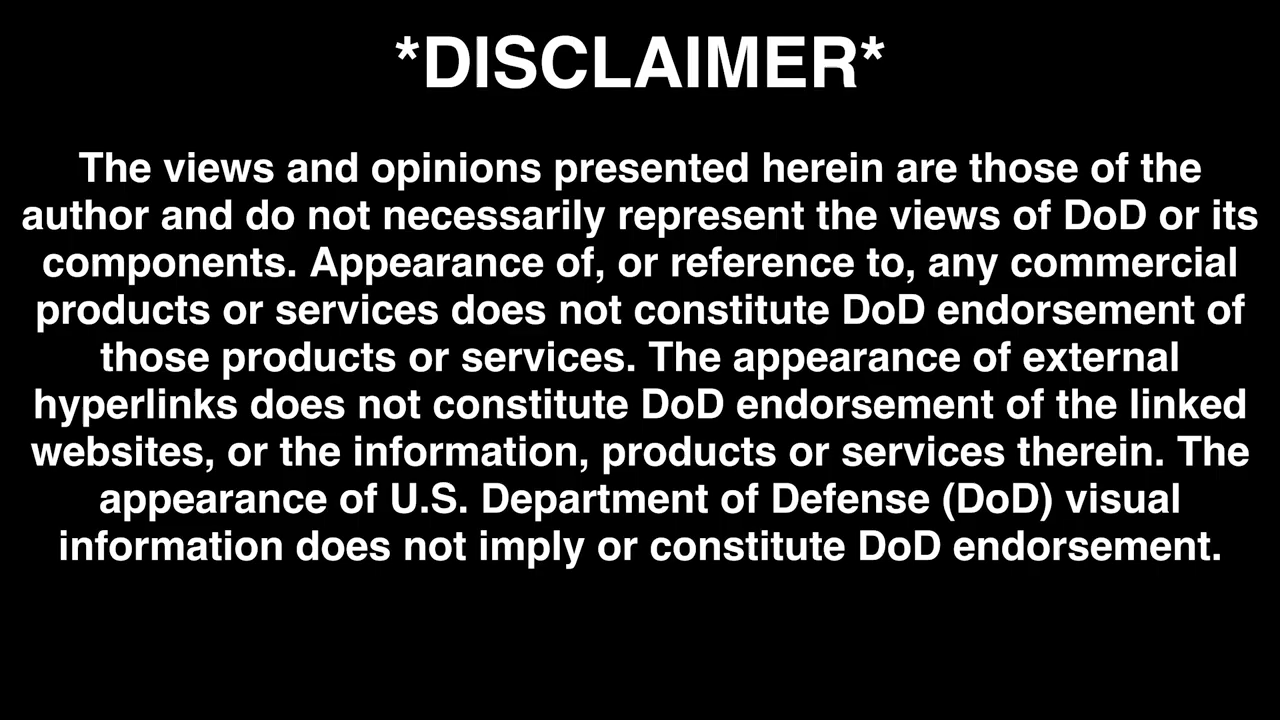 *DISCLAIMER*
The views and opinions presented herein are those of the
author and do not necessarily represent the views of DoD or its
components. Appearance of, or reference to, any commercial
products or services does not constitute DoD endorsement of
those products or services. The appearance of external
hyperlinks does not constitute DoD endorsement of the linked
websites, or the information, products or services therein. The
appearance of U.S. Department of Defense (DoD) visual
information does not imply or constitute DoD endorsement.